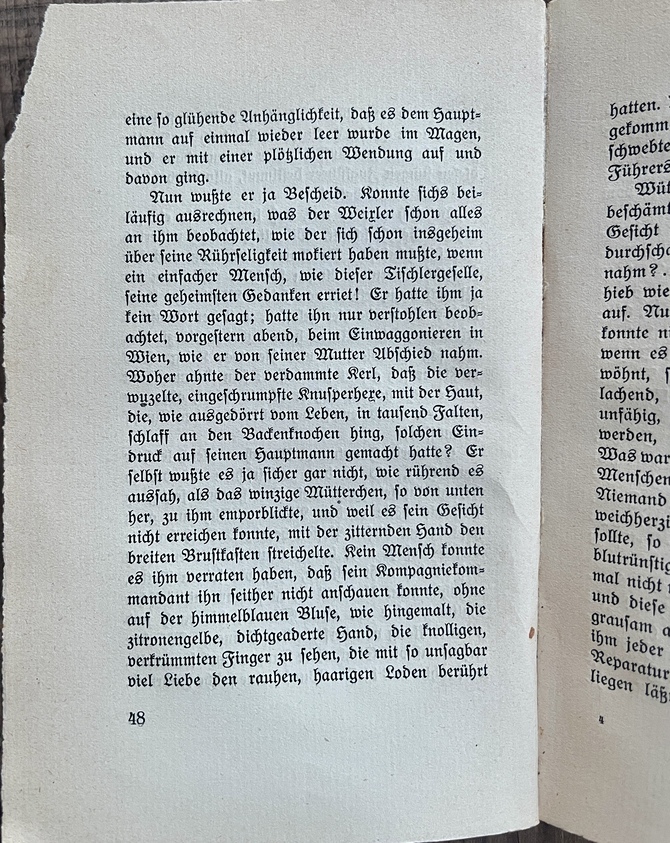 eine so glühende Anhänglichkeit, daß es dem Haupt-
mann auf einmal wieder leer wurde im Magen,
und er mit einer plötzlichen Wendung auf und
davon ging.
Nun wußte er ja Bescheid. Konnte sichs bei-
läufig ausrechnen, was der Weixler schon alles
an ihm beobachtet, wie der sich schon insgeheim
über seine Rührseligkeit mokiert haben mußte, wenn
ein einfacher Mensch, wie dieser Tischlergeselle,
seine geheimsten Gedanken erriet! Er hatte ihm ja
kein Wort gesagt; hatte ihn nur verstohlen beob-
achtet, vorgestern abend, beim Einwaggonieren in
Wien, wie er von seiner Mutter Abschied nahm.
Woher ahnte der verdammte Kerl, daß die ver-
wuzelte, eingeschrumpfte Knusperhexe, mit der Haut,
die, wie ausgedörrt vom Leben, in tausend Falten,
schlaff an den Backenknochen hing, solchen Ein-
druck auf seinen Hauptmann gemacht hatte? Er
selbst wußte es ja sicher gar nicht, wie rührend es
aussah, als das winzige Mütterchen, so von unten
her, zu ihm emporblickte, und weil es sein Gesicht
nicht erreichen konnte, mit der zitternden Hand den
breiten Brustkasten streichelte. Kein Mensch konnte
es ihm verraten haben, daß sein Kompagniekom-
mandant ihn seither nicht anschauen konnte, ohne
auf der himmelblauen Bluse, wie hingemalt, die
zitronengelbe, dichtgeaderte Hand, die knolligen,
verkrümmten Finger zu sehen, die mit so unsagbar
viel Liebe den rauhen, haarigen Loden berührt
48
hatten.
gekomm
schwebte
Führers
Wüt
beschämt
Gesicht
durchscha
nahm?.
hieb wie
auf. Nu
konnte n
wenn es
wöhnt, s
lachend,
unfähig,
werden,
Was war
Menschen
Niemand
weichherzi
sollte, so
blutrünstig
mal nicht
und diese
grausam a
ihm jeder
Reparatur
liegen läß
4